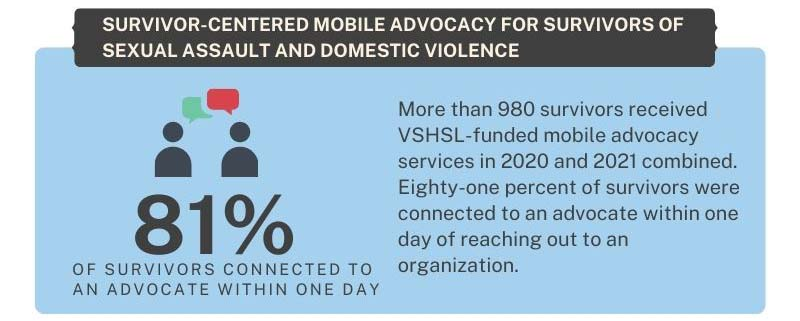 SURVIVOR-CENTERED MOBILE ADVOCACY FOR SURVIVORS OF
SEXUAL ASSAULT AND DOMESTIC VIOLENCE
81%
OF SURVIVORS CONNECTED TO
AN ADVOCATE WITHIN ONE DAY
More than 980 survivors received
VSHSL-funded mobile advocacy
services in 2020 and 2021 combined.
Eighty-one percent of survivors were
connected to an advocate within one
day of reaching out to an
organization.